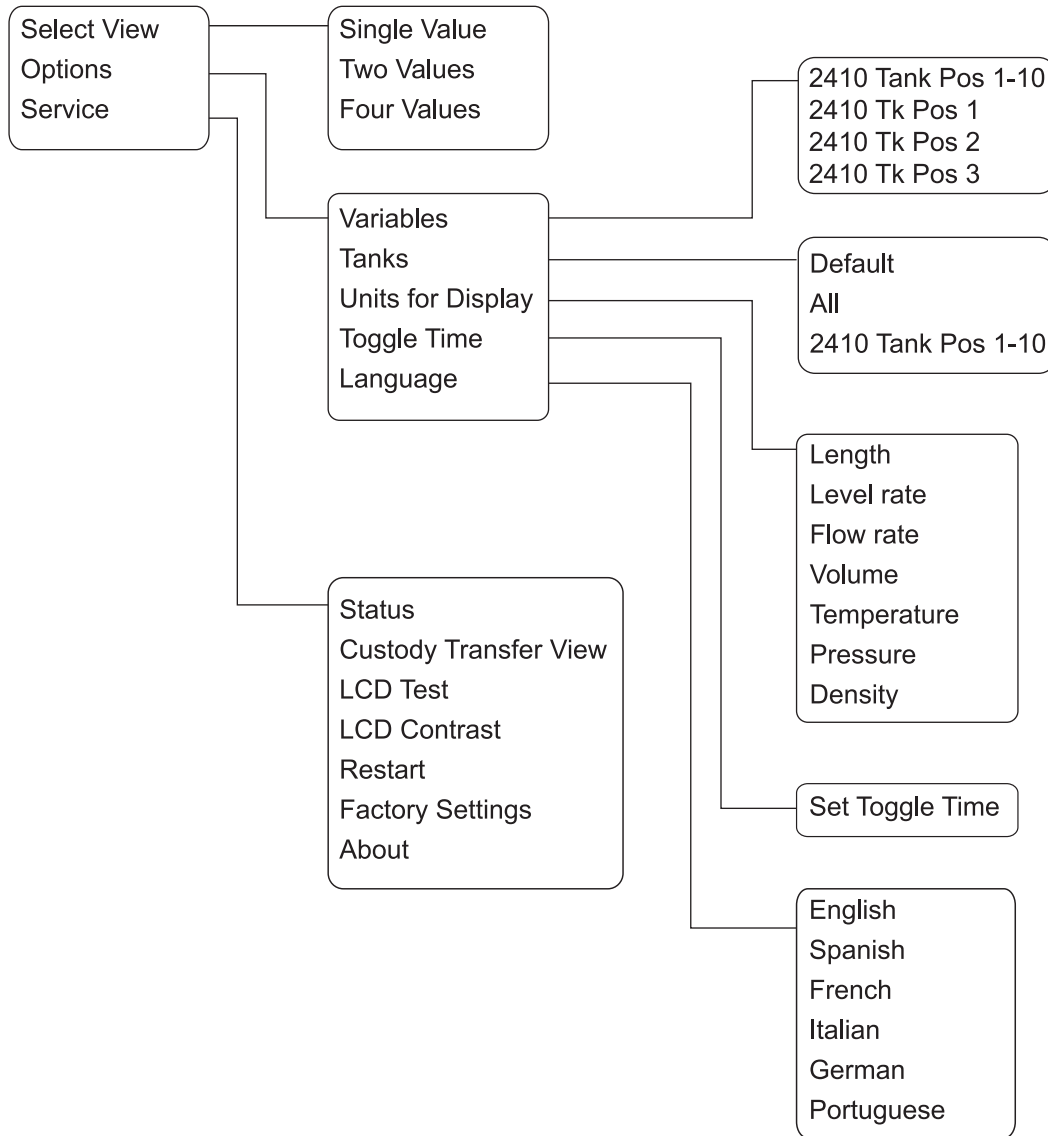 Select View
Options
Service
Single Value
Two Values
Four Values
2410 Tank Pos 1-10
2410 Tk Pos 1
2410 Tk Pos 2
2410 Tk Pos 3
Variables
Tanks
Units for Display
Toggle Time
Language
Default
All
2410 Tank Pos 1-10
Length
Level rate
Flow rate
Volume
Temperature
Pressure
Density
Status
Custody Transfer View
LCD Test
LCD Contrast
Restart
Factory Settings
About
Set Toggle Time
English
Spanish
French
Italian
German
Portuguese